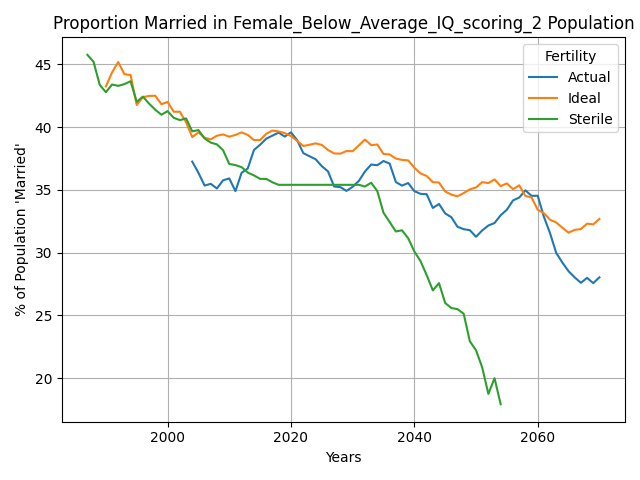 Proportion Married in Female_Below_Average_IQ_scoring_2 Population
Fertility
Actual
Ideal
Sterile
% of Population 'Married'
45
40
35
30
25
20
2000
2020
2040
2060
Years